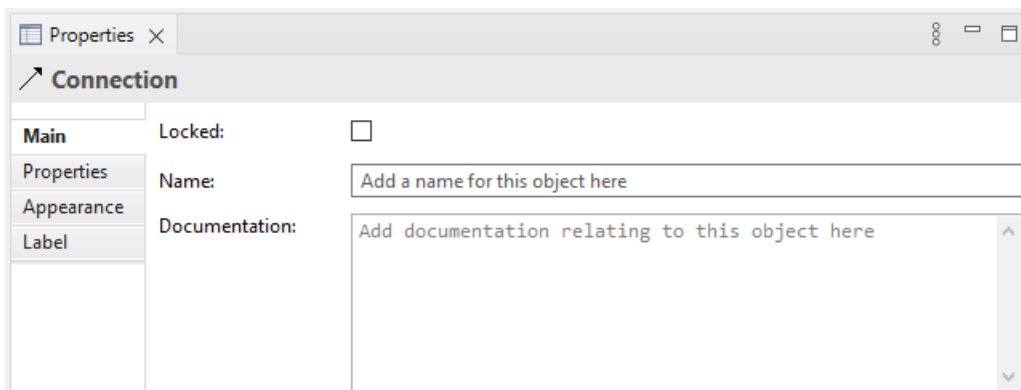 Properties
Connection
Main
Properties
Appearance
Label
Locked:
Name:
Add a name for this object here
Documentation:
Add documentation relating to this object here